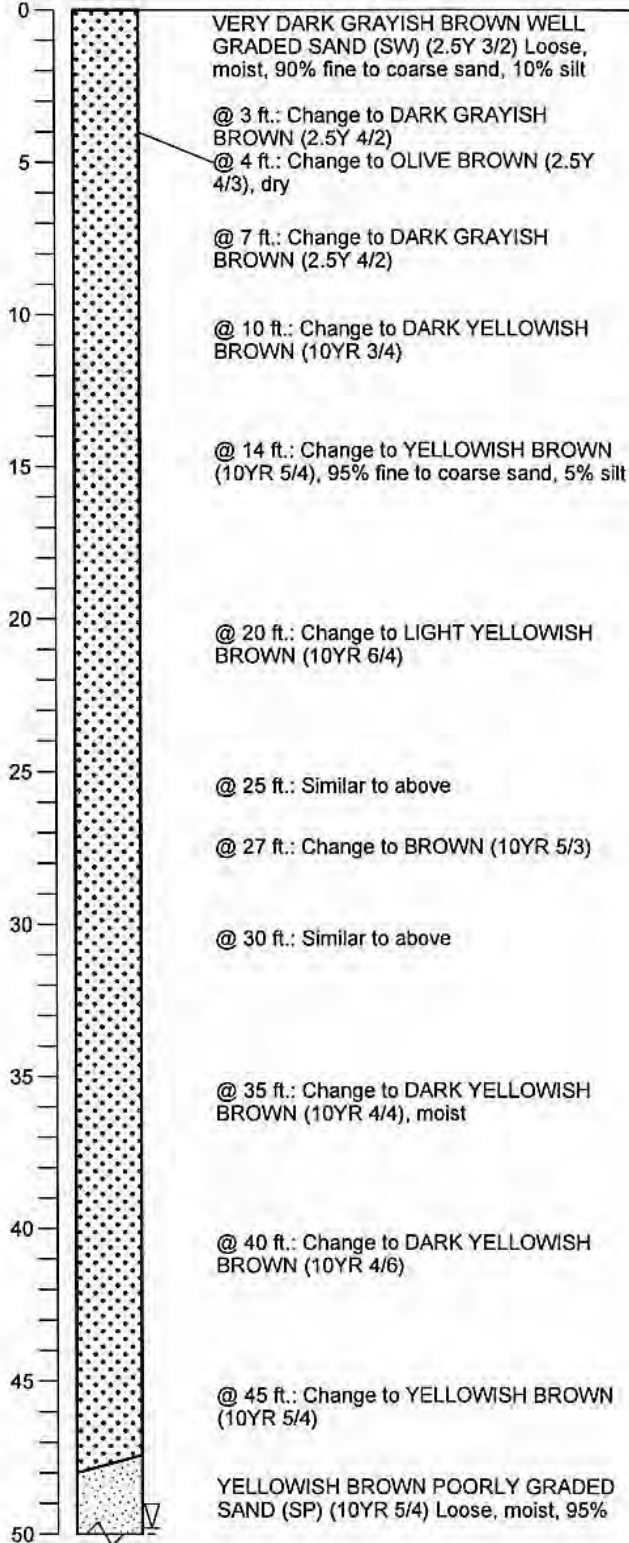 0
VERY DARK GRAYISH BROWN WELL
GRADED SAND (SW) (2.5Y 3/2) Loose,
moist, 90% fine to coarse sand, 10% silt
@ 3 ft.: Change to DARK GRAYISH
BROWN (2.5Y 4/2)
5
@ 4 ft.: Change to OLIVE BROWN (2.5Y
4/3), dry
@ 7 ft.: Change to DARK GRAYISH
BROWN (2.5Y 4/2)
10
@ 10 ft.: Change to DARK YELLOWISH
BROWN (10YR 3/4)
15
@ 14 ft.: Change to YELLOWISH BROWN
(10YR 5/4), 95% fine to coarse sand, 5% silt
20
@ 20 ft.: Change to LIGHT YELLOWISH
BROWN (10YR 6/4)
25
@ 25 ft.: Similar to above
@ 27 ft.: Change to BROWN (10YR 5/3)
30
@ 30 ft.: Similar to above
35
@ 35 ft.: Change to DARK YELLOWISH
BROWN (10YR 4/4), moist
40
@ 40 ft.: Change to DARK YELLOWISH
BROWN (10YR 4/6)
45
@ 45 ft.: Change to YELLOWISH BROWN
(10YR 5/4)
YELLOWISH BROWN POORLY GRADED
SAND (SP) (10YR 5/4) Loose, moist, 95%
50